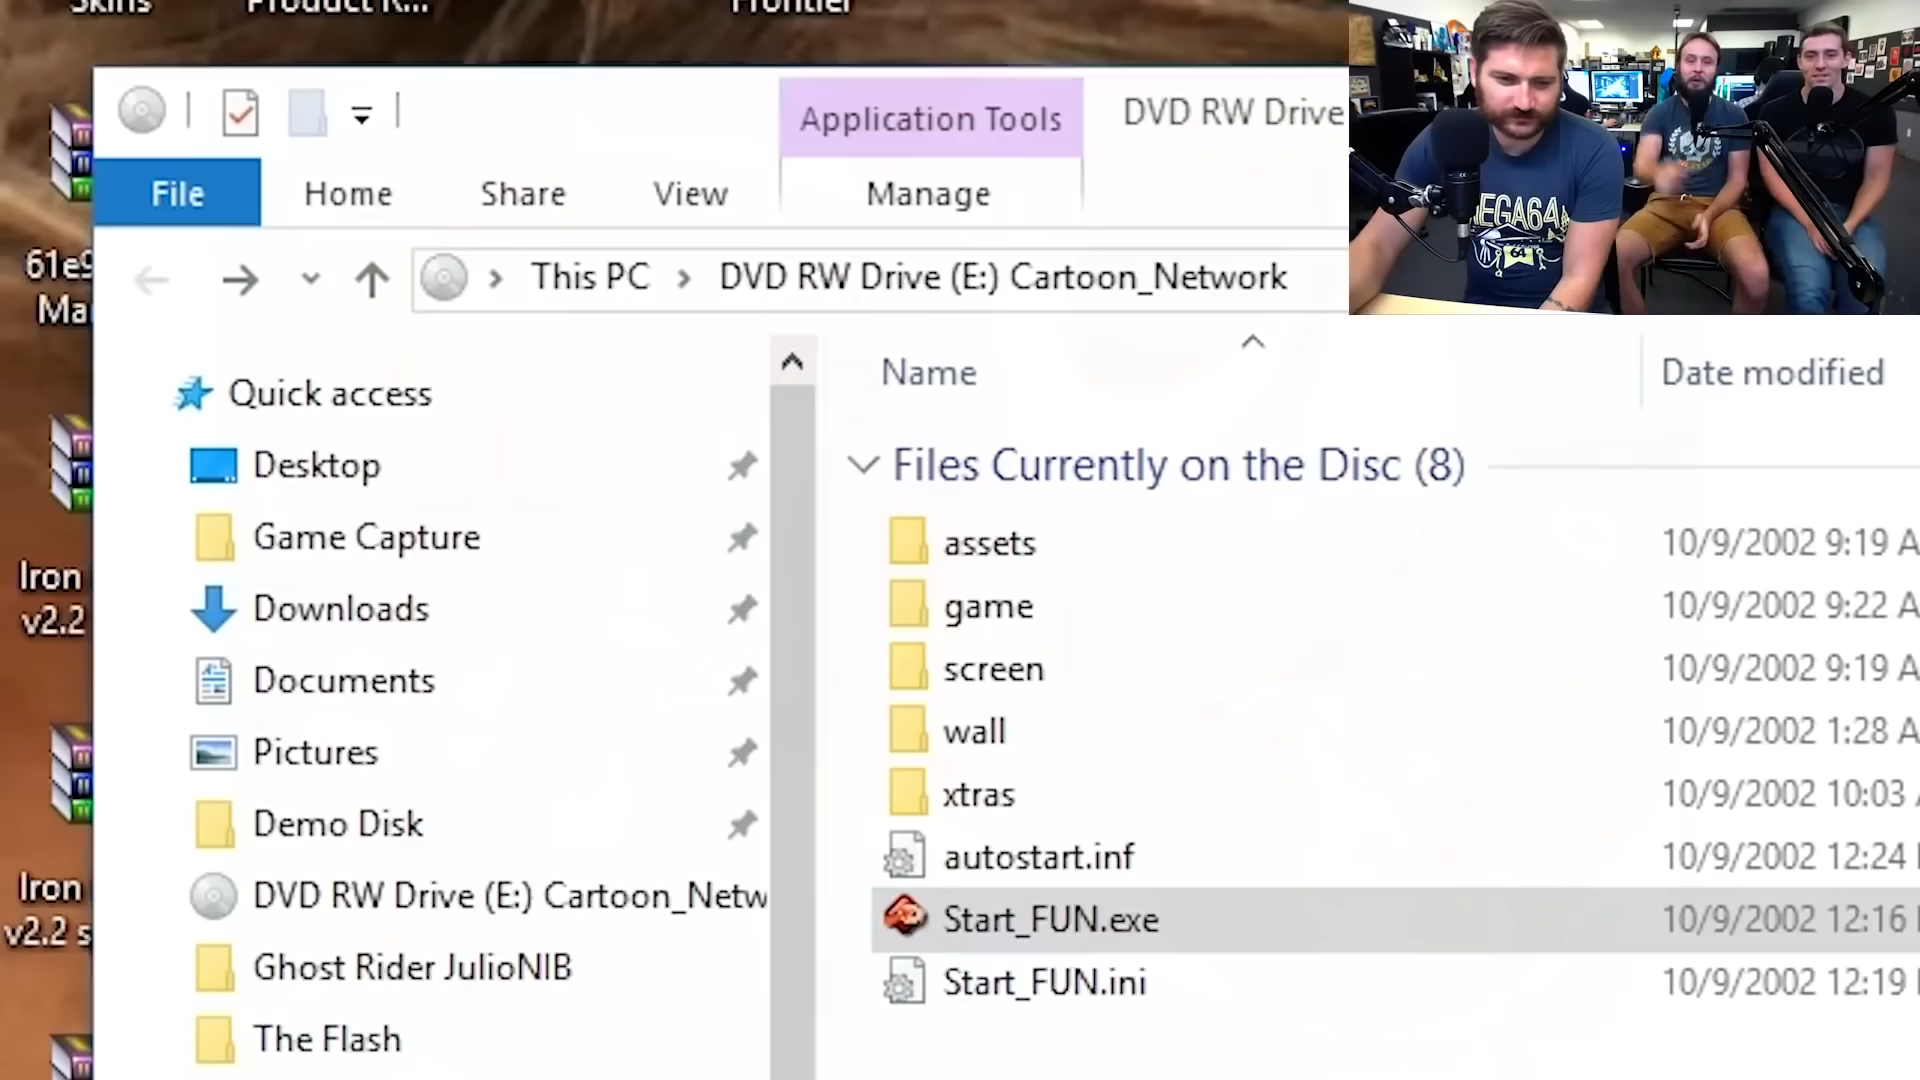 Skins
Product R...
Frontier
Application Tools
DVD RW Drive
File
Home
Share
View
Manage
This PC
DVD RW Drive (E:) Cartoon_Network
61e9
Ma
Name
Date modified
Quick access
Files Currently on the Disc (8)
Desktop
Game Capture
Downloads
Documents
Pictures
Demo Disk
DVD RW Drive (E:) Cartoon_Netw
Ghost Rider JulioNIB
The Flash
Iron
v2.2
Iron
v2.2 s
assets
10/9/2002 9:19 A
game
10/9/2002 9:22 A
screen
10/9/2002 9:19 A
wall
10/9/2002 1:28 A
xtras
10/9/2002 10:03
autostart.inf
10/9/2002 12:24
Start_FUN.exe
10/9/2002 12:16
Start_FUN.ini
10/9/2002 12:19
MEGA64
64